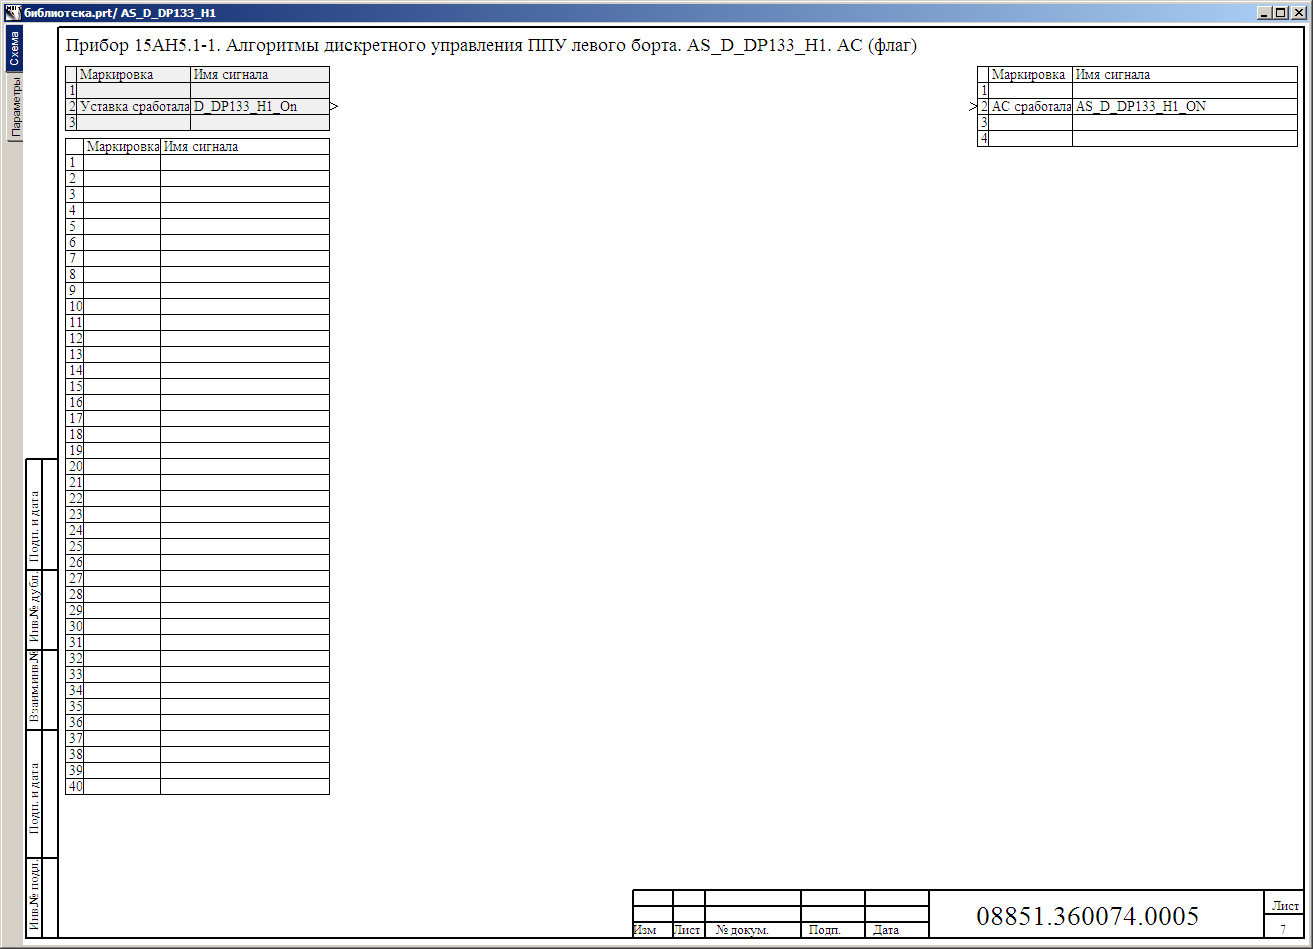 библиотека.prt/ AS_D_DP133_H1
Схема
Параметры
Прибор 15АН5.1-1. Алгоритмы дискретного управления ППУ левого борта. AS_D_DP133_H1. АС (флаг)
Маркировка Имя сигнала
1
2 Уставка сработала D_DP133_H1_On
3
Маркировка Имя сигнала
1
2 АС сработала AS_D_DP133_H1_ON
3
4
Маркировка Имя сигнала
1
2
3
4
5
6
7
8
9
10
11
12
13
14
15
16
17
18
19
20
21
22
23
24
25
26
27
28
29
30
31
32
33
34
35
36
37
38
39
40
Подп. и дата
Инв.№ дубл.
Взаим.инв.№
Подп. и дата
Инв.№ подл.
Изм Лист № докум. Подп. Дата
08851.360074.0005
Лист
7